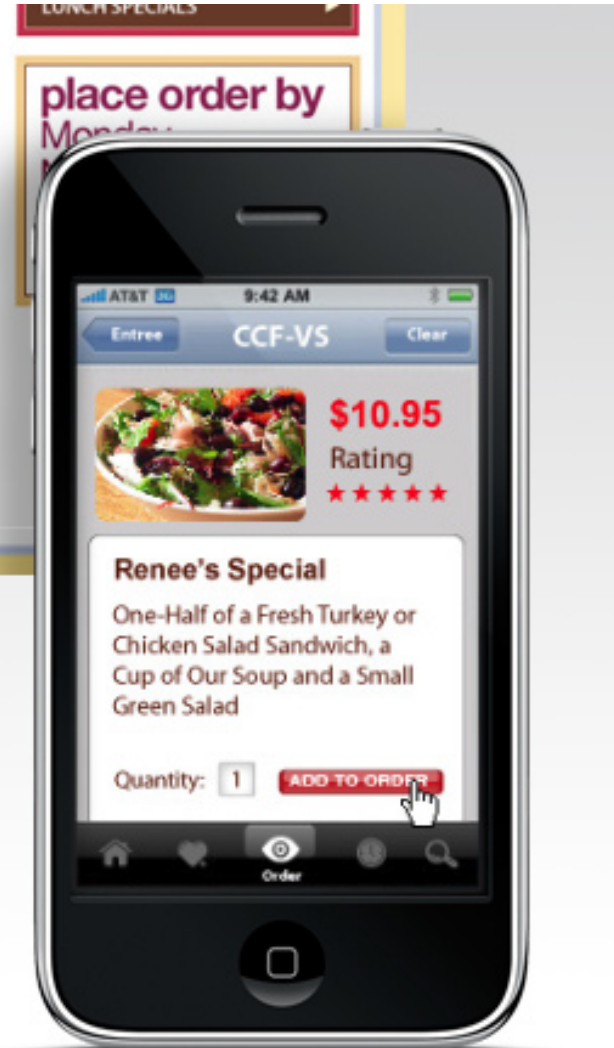 LUNCH SPECIALS
place order by
Monday
AT&T 3G 9:42 AM
Entree CCF-VS Clear
$10.95
Rating
Renee's Special
One-Half of a Fresh Turkey or
Chicken Salad Sandwich, a
Cup of Our Soup and a Small
Green Salad
Quantity: 1 ADD TO ORDER
Order